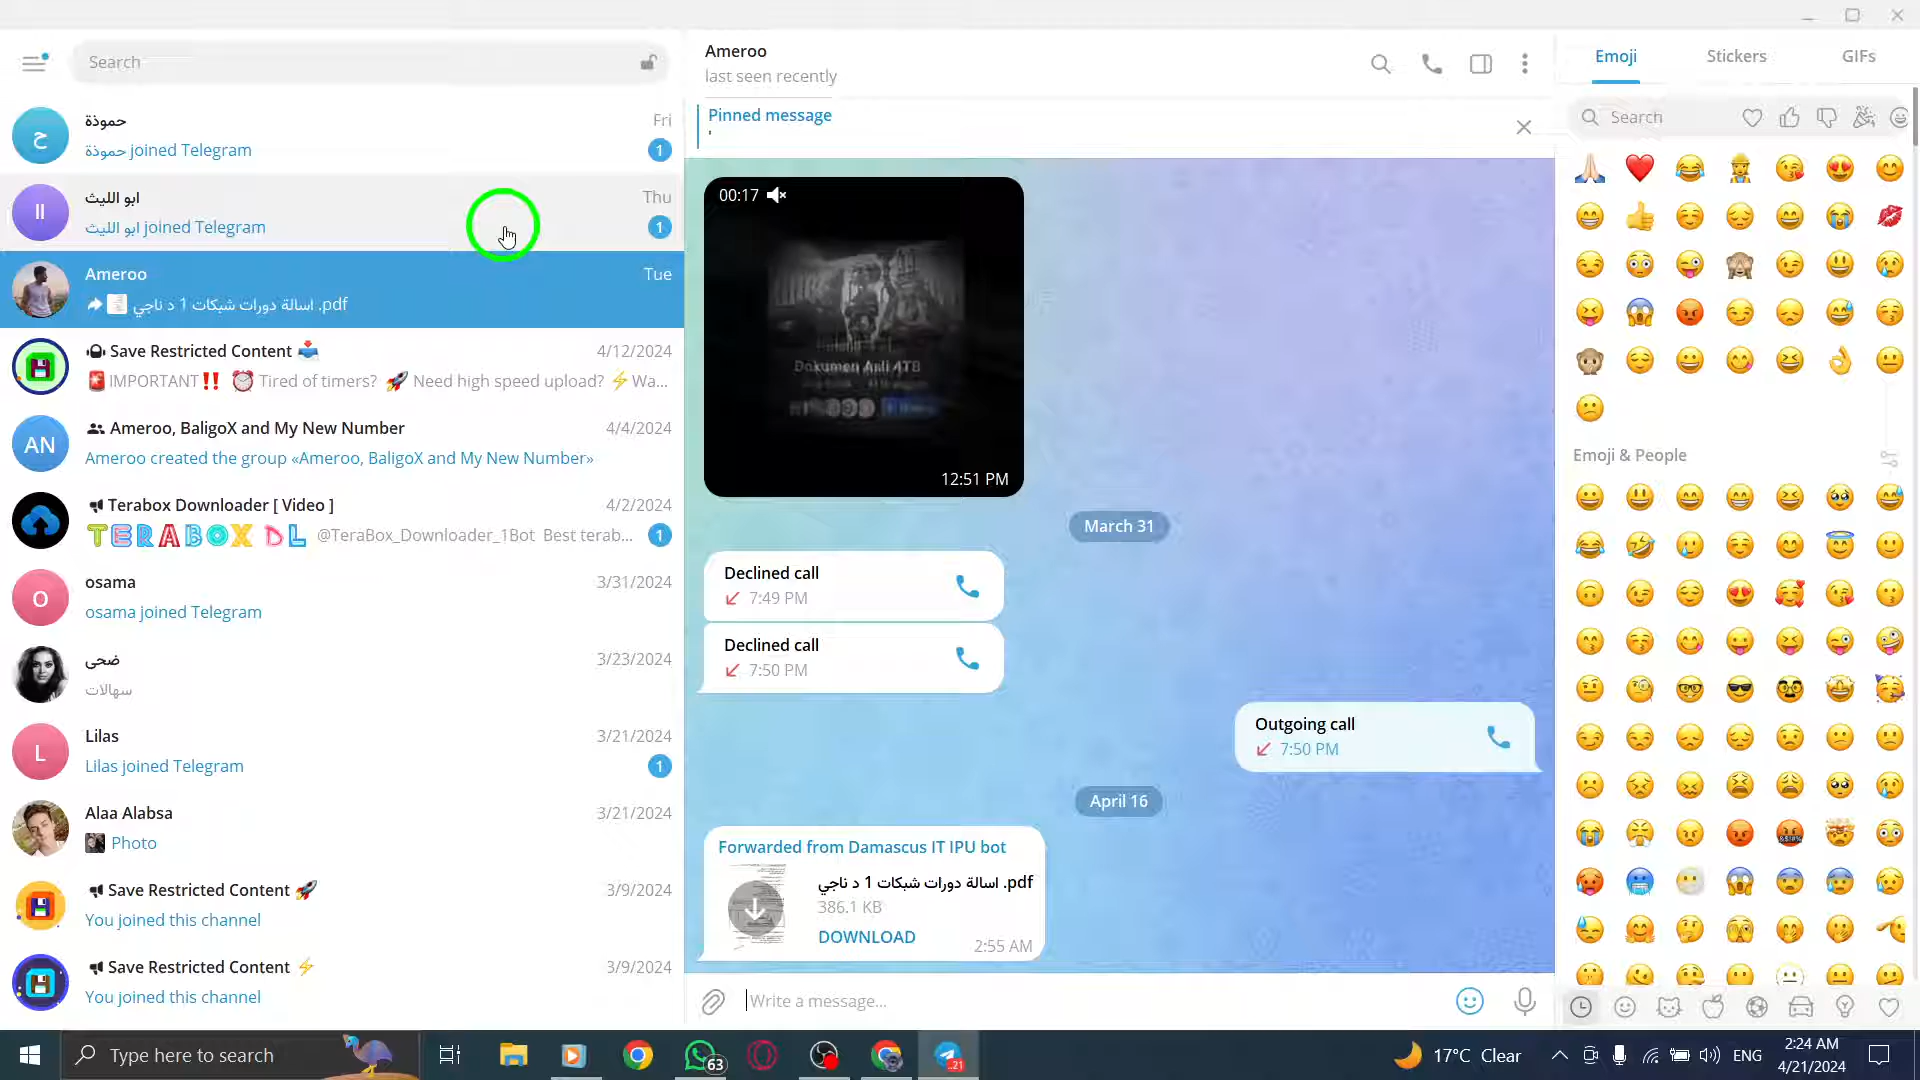 Search
حموذة
Fri
حموذة joined Telegram
1
ابو الليث
Thu
اا
ابو الليث joined Telegram
1
Ameroo
Tue
اسالة دورات شبكات 1 د ناجي .pdf
Save Restricted Content
4/12/2024
IMPORTANT‼ Tired of timers? Need high speed upload? Wa...
Ameroo, BaligoX and My New Number
4/4/2024
AN
Ameroo created the group «Ameroo, BaligoX and My New Number»
Terabox Downloader [ Video ]
4/2/2024
TERABOX DL @TeraBox_Downloader_1Bot Best terab...
1
osama
3/31/2024
O
osama joined Telegram
ضحى
3/23/2024
سهالات
Lilas
3/21/2024
L
Lilas joined Telegram
1
Alaa Alabsa
3/21/2024
Photo
Save Restricted Content
3/9/2024
You joined this channel
Save Restricted Content
3/9/2024
You joined this channel
Ameroo
last seen recently
Pinned message
'
00:17
12:51 PM
March 31
Declined call
7:49 PM
Declined call
7:50 PM
Outgoing call
7:50 PM
April 16
Forwarded from Damascus IT IPU bot
اسالة دورات شبكات 1 د ناجي .pdf
386.1 KB
DOWNLOAD
2:55 AM
Write a message...
Emoji
Stickers
GIFs
Search
Emoji & People
Type here to search
63
..21
17°C Clear
ENG
2:24 AM
4/21/2024